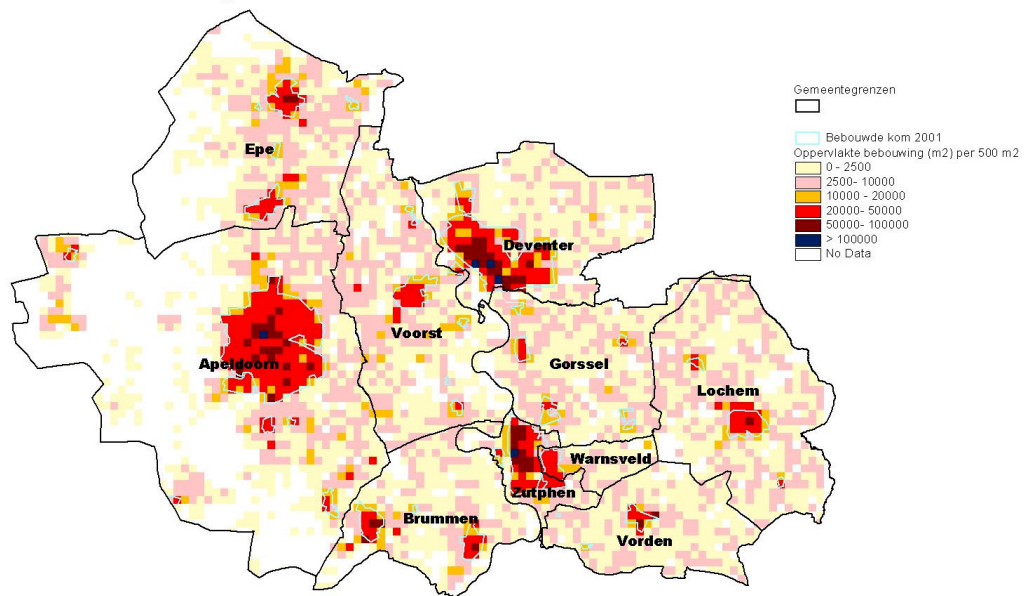 Gemeentegrenzen
Bebouwde kom 2001
Oppervlakte bebouwing (m2) per 500 m2
0 - 2500
2500- 10000
10000 - 20000
20000- 50000
50000- 100000
> 100000
No Data
Epe
Deventer
Voorst
Apeldoorn
Gorssel
Lochem
Warnsveld
Zutphen
Brummen
Vorden